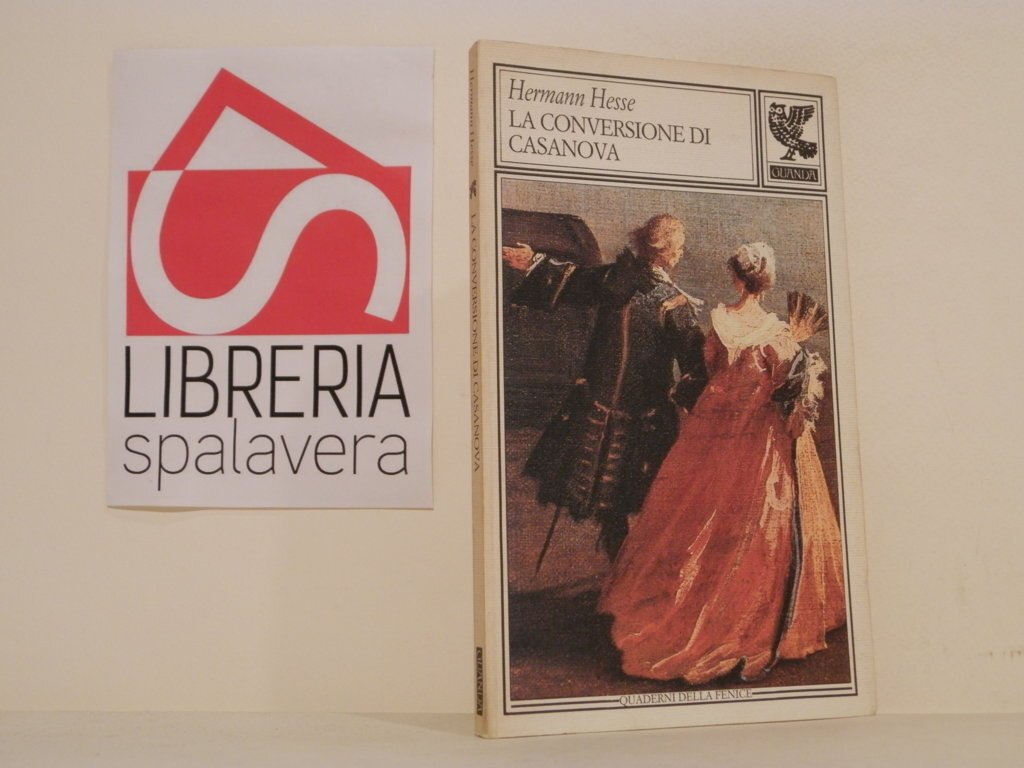 LIBRERIA
spalavera
Hermann Hesse
LA CONVERSIONE DI
CASANOVA
GUANDA
QUADERNI DELLA FENICE
Hermann Hesse
LA CONVERSIONE DI CASANOVA
GUANDA